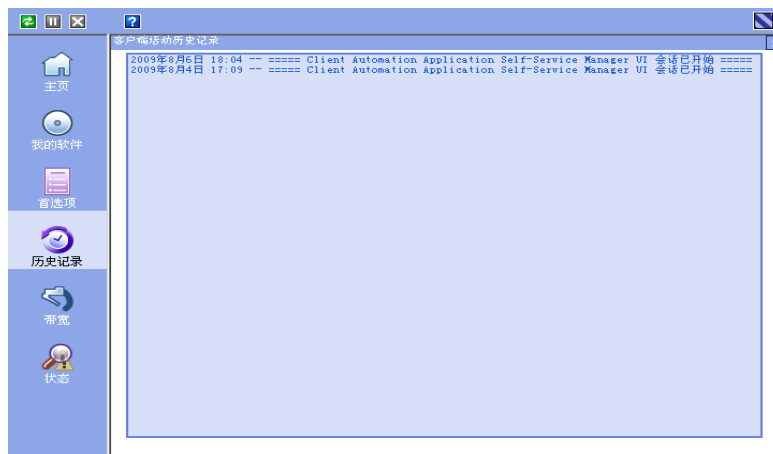 客户端活动历史记录
2009年8月6日 18:04 -- ===== Client Automation Application Self-Service Manager UI 会话已开始 =====
2009年8月4日 17:09 -- ===== Client Automation Application Self-Service Manager UI 会话已开始 =====
主页
我的软件
首选项
历史记录
带宽
状态